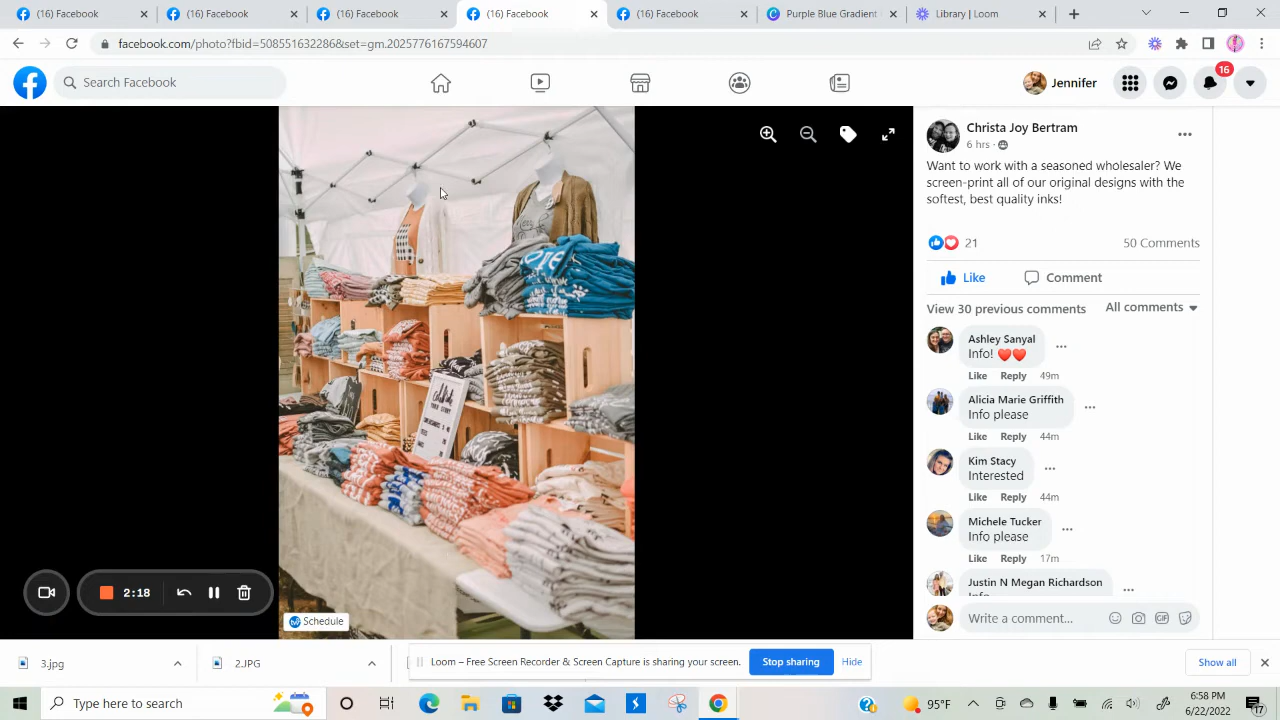 (16) Facebook
(16) Facebook
(16) Facebook
(16) Facebook
(16) Facebook
Purple Blue Gradient
Library | Loom
facebook.com/photo?fbid=508551632286&set=gm.2025776167594607
Search Facebook
Jennifer
16
Christa Joy Bertram
6 hrs ·
Want to work with a seasoned wholesaler? We
screen-print all of our original designs with the
softest, best quality inks!
21
50 Comments
Like
Comment
View 30 previous comments
All comments
Ashley Sanyal
Info! ❤️❤️
Like Reply 49m
Alicia Marie Griffith
Info please
Like Reply 44m
Kim Stacy
Interested
Like Reply 44m
Michele Tucker
Info please
Like Reply 17m
Justin N Megan Richardson
Write a comment...
GIF
2:18
Schedule
3.jpg
2.JPG
Loom – Free Screen Recorder & Screen Capture is sharing your screen.
Stop sharing
Hide
Show all
Type here to search
95°F
6:58 PM
6/22/2022
17